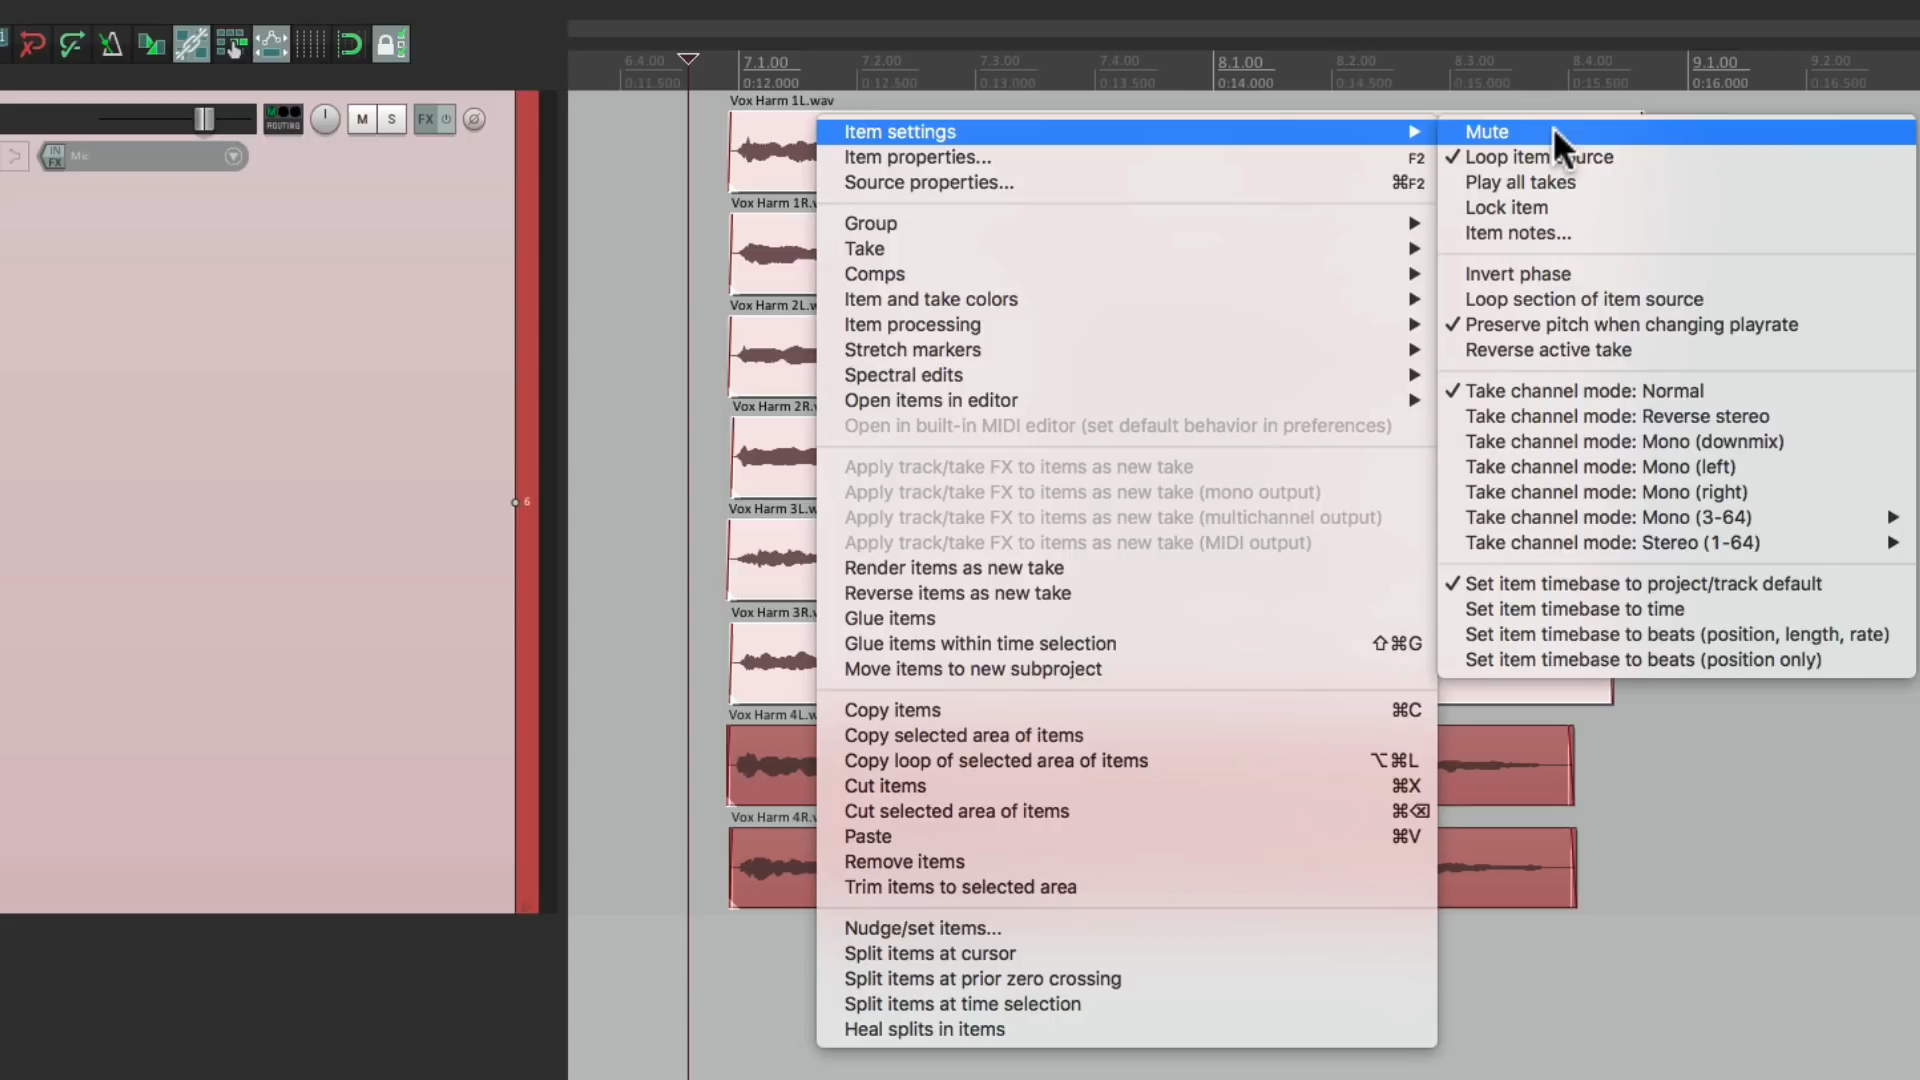 6.4.00 7.1.00 7.2.00 7.3.00 7.4.00 8.1.00 8.2.00 8.3.00 8.4.00 9.1.00 9.2.00
0:11.500 0:12.000 0:12.500 0:13.000 0:13.500 0:14.000 0:14.500 0:15.000 0:15.500 0:16.000 0:16.500
ROUTING M S FX
IN FX Mic
6
Vox Harm 1L.wav
Vox Harm 1R.
Vox Harm 2L.w
Vox Harm 2R.
Vox Harm 3L.w
Vox Harm 3R.
Vox Harm 4L.w
Vox Harm 4R.
Item settings
Item properties... F2
Source properties... ⌘F2
Group
Take
Comps
Item and take colors
Item processing
Stretch markers
Spectral edits
Open items in editor
Open in built-in MIDI editor (set default behavior in preferences)
Apply track/take FX to items as new take
Apply track/take FX to items as new take (mono output)
Apply track/take FX to items as new take (multichannel output)
Apply track/take FX to items as new take (MIDI output)
Render items as new take
Reverse items as new take
Glue items
Glue items within time selection ⇧⌘G
Move items to new subproject
Copy items ⌘C
Copy selected area of items
Copy loop of selected area of items ⌥⌘L
Cut items ⌘X
Cut selected area of items ⌘⌫
Paste ⌘V
Remove items
Trim items to selected area
Nudge/set items...
Split items at cursor
Split items at prior zero crossing
Split items at time selection
Heal splits in items
Mute
Loop item urce
Play all takes
Lock item
Item notes...
Invert phase
Loop section of item source
Preserve pitch when changing playrate
Reverse active take
Take channel mode: Normal
Take channel mode: Reverse stereo
Take channel mode: Mono (downmix)
Take channel mode: Mono (left)
Take channel mode: Mono (right)
Take channel mode: Mono (3-64)
Take channel mode: Stereo (1-64)
Set item timebase to project/track default
Set item timebase to time
Set item timebase to beats (position, length, rate)
Set item timebase to beats (position only)